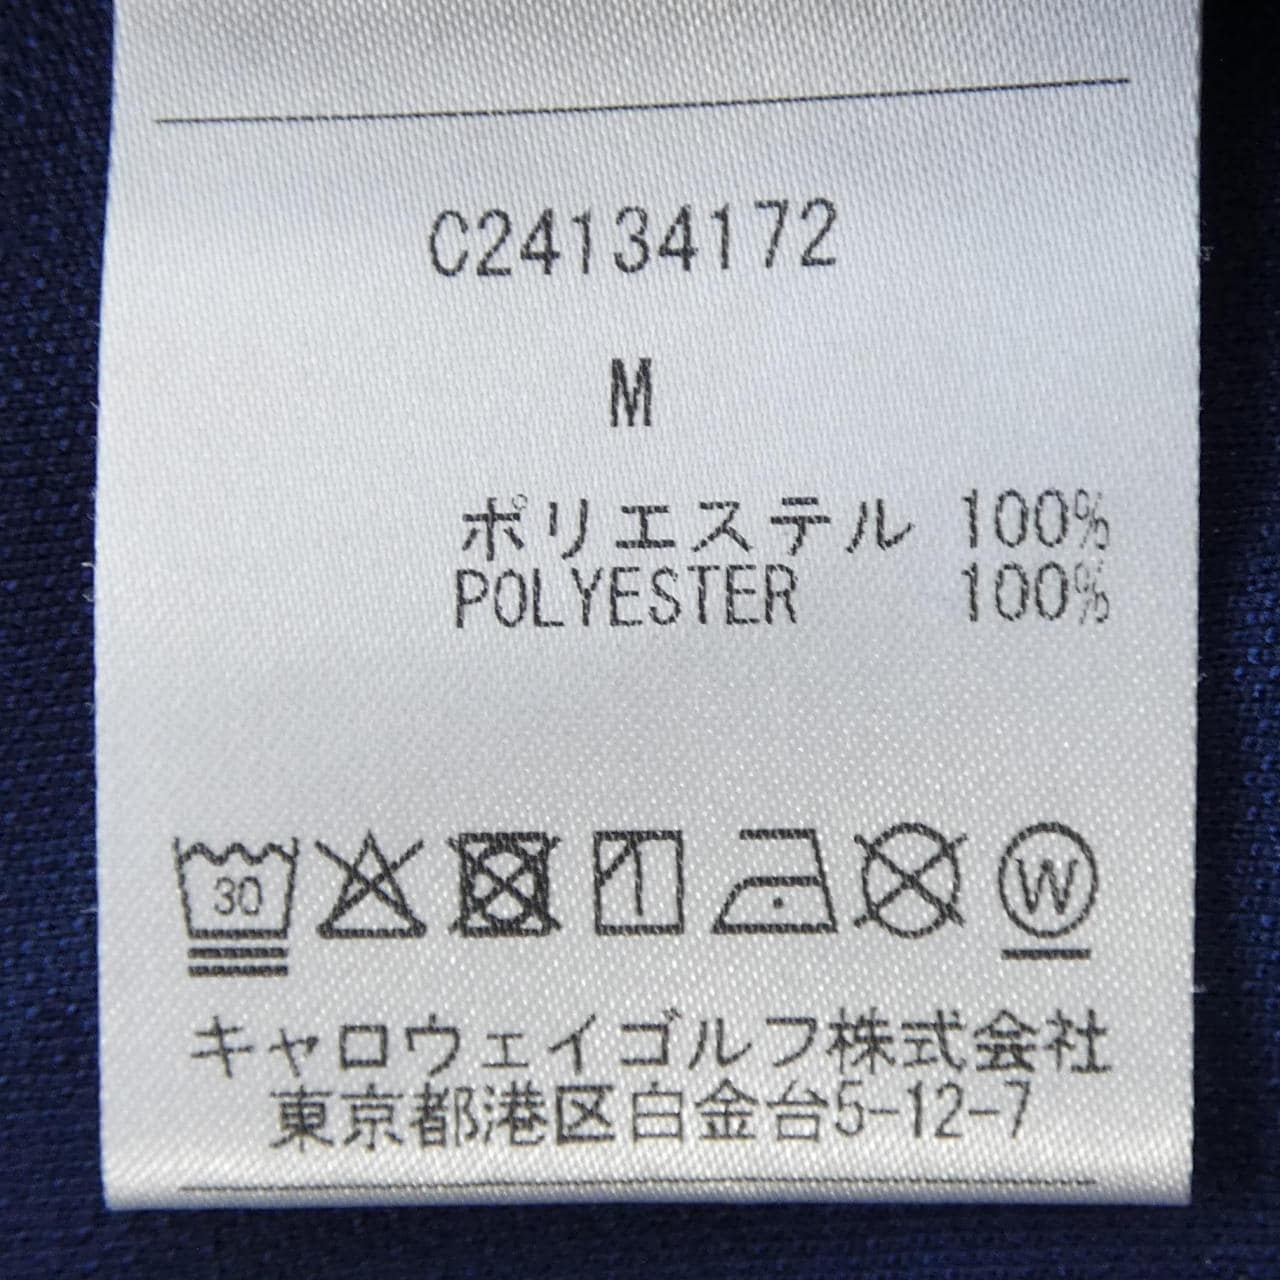 C24134172
M
ポリエステル 100%
POLYESTER 100%
30 W
キャロウェイゴルフ株式会社
東京都港区白金台5-12-7